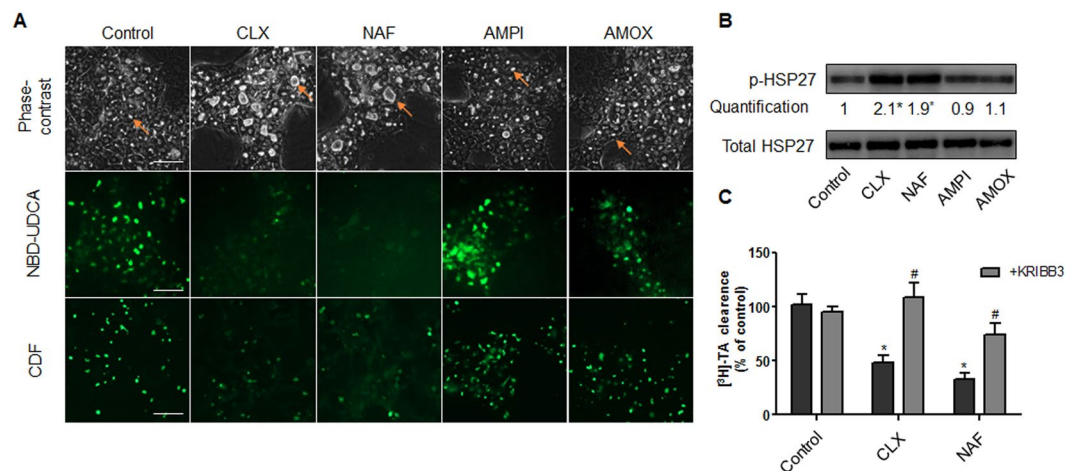 A
Control
CLX
NAF
AMPI
AMOX
Phase-
contrast
NBD-UDCA
CDF
B
p-HSP27
Quantification 1 2.1* 1.9* 0.9 1.1
Total HSP27
Control
CLX
NAF
AMPI
AMOX
C
[³H]-TA clearence
(% of control)
150
100
50
0
+KRIBB3
*
#
*
#
Control
CLX
NAF